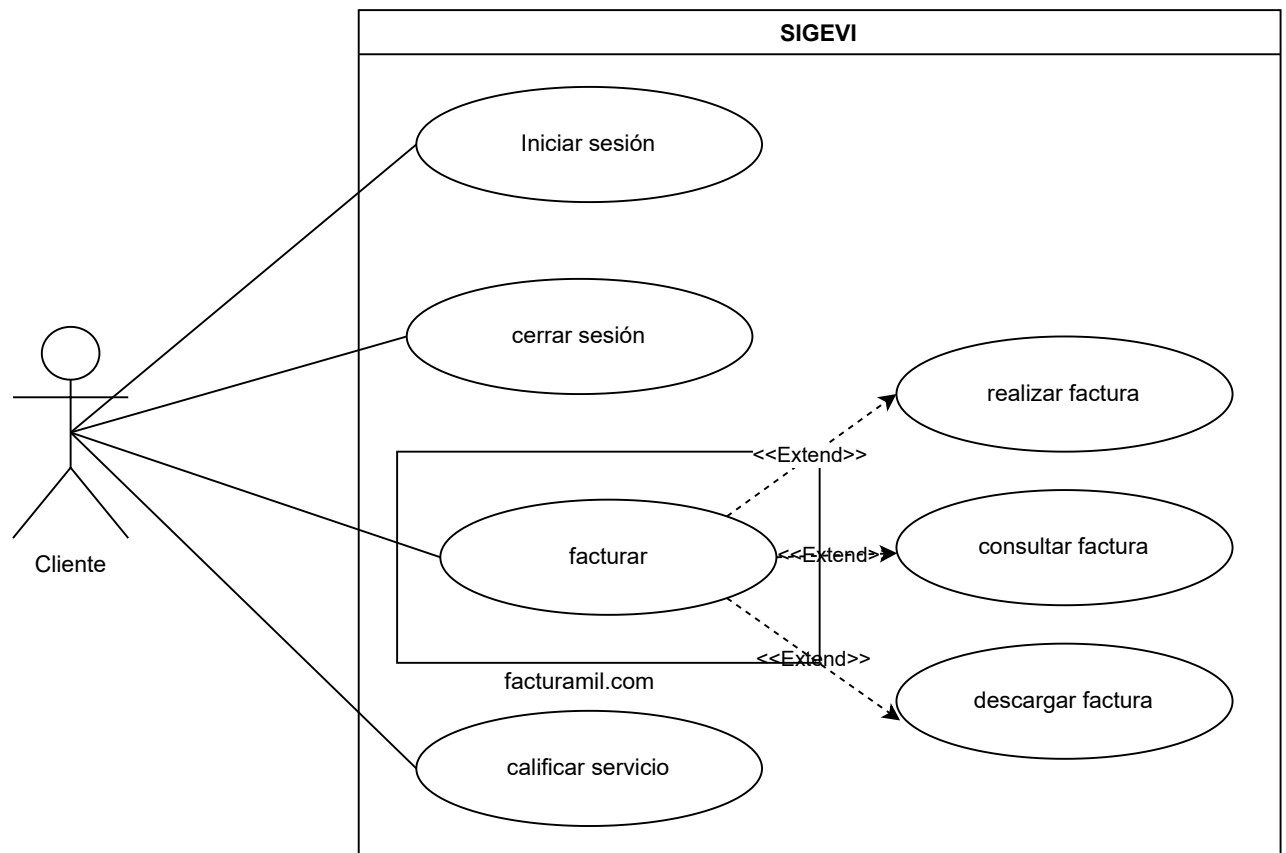 SIGEVI
Iniciar sesión
cerrar sesión
realizar factura
<<Extend>>
consultar factura
<<Extend>>
facturar
Cliente
<<Extend>>
facturamil.com
descargar factura
calificar servicio